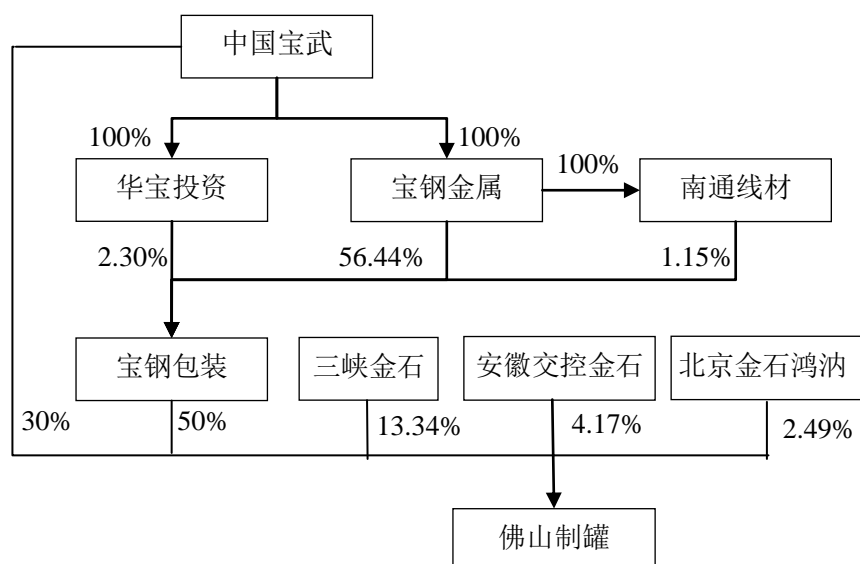 中国宝武
100%
100%
华宝投资
宝钢金属
100%
南通线材
2.30%
56.44%
1.15%
宝钢包装
三峡金石
安徽交控金石
北京金石鸿汭
30%
50%
13.34%
4.17%
2.49%
佛山制罐